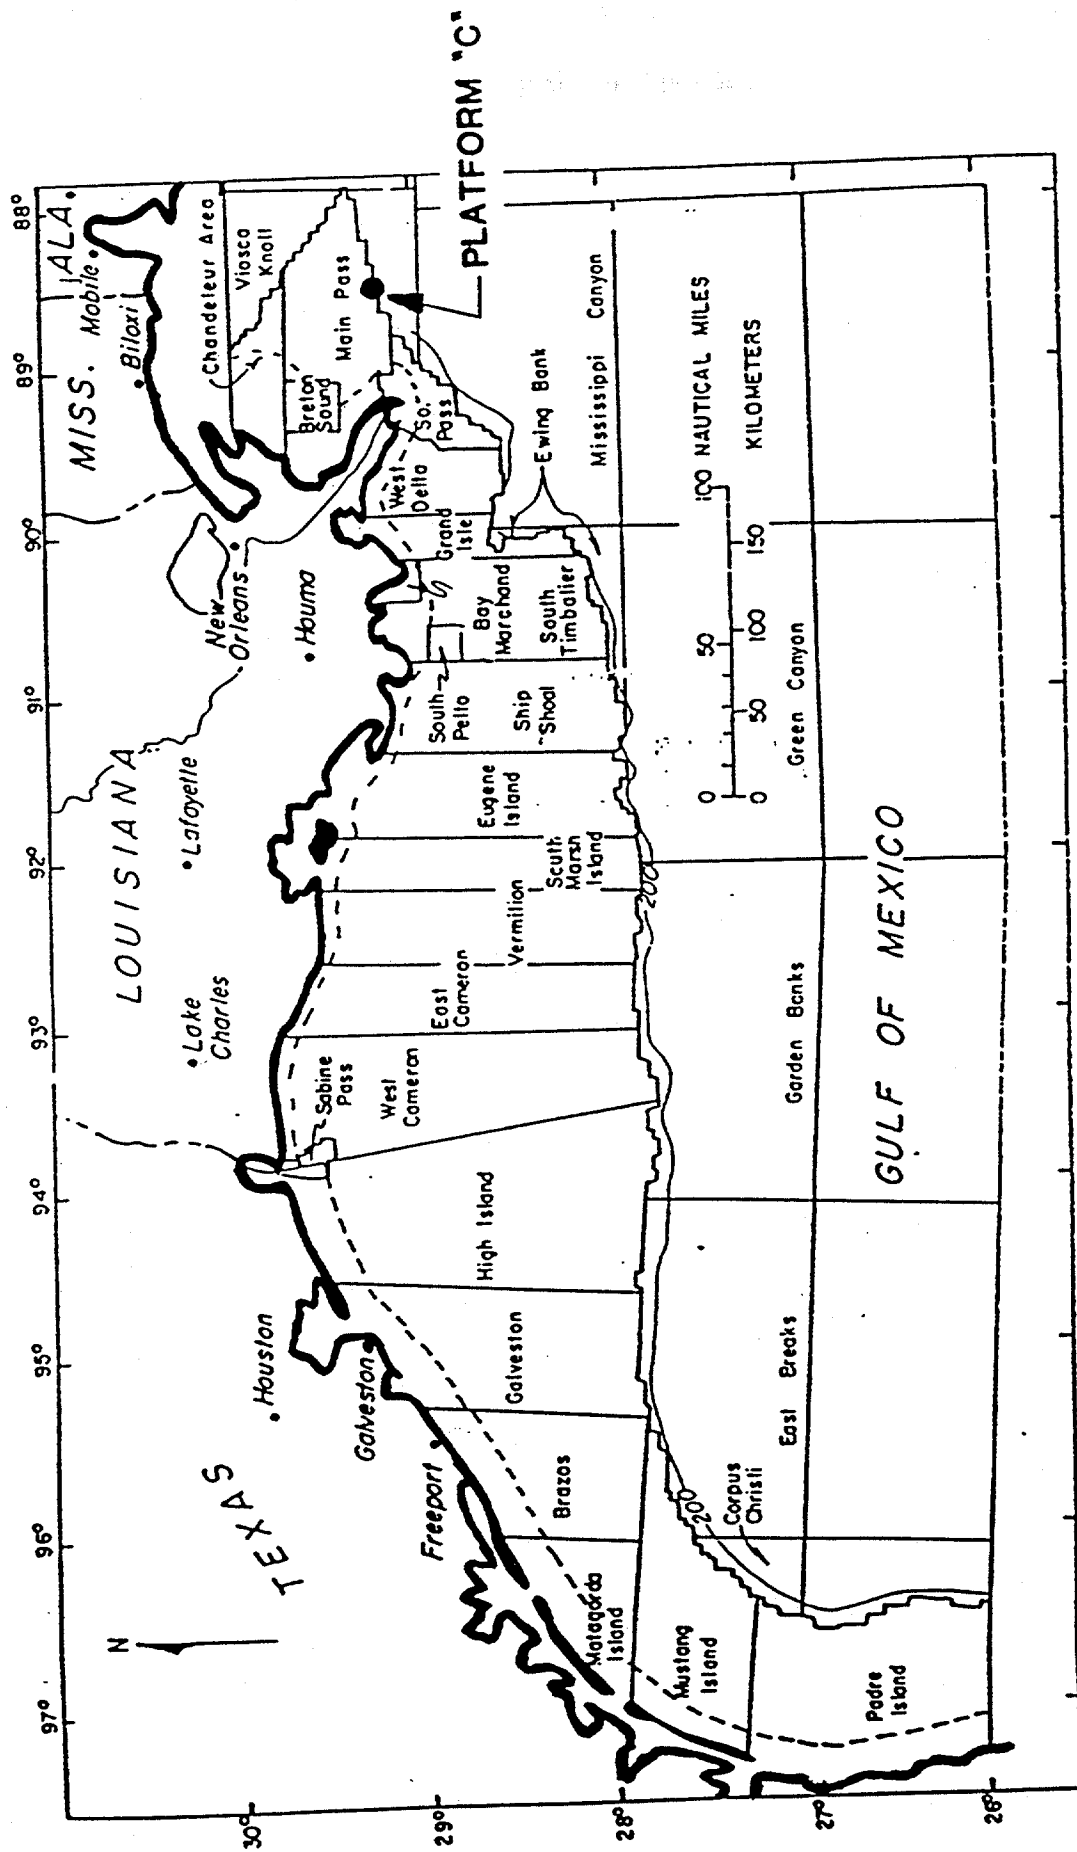 97°
96°
95°
94°
93°
92°
91°
90°
89°
88°
N
TEXAS
LOUISIANA
MISS.
ALA.
Houston
Galveston
Freeport
Lake
Charles
Lafayette
New
Orleans
Houma
Biloxi
Mobile
30°
29°
28°
27°
26°
Chandeleur Area
Viosca
Knoll
Breton
Sound
Main Pass
So.
Pass
West
Delta
Grand
Isle
Bay
Marchand
South
Timbalier
South
Pelto
Ship
Shoal
Eugene
Island
South
Marsh
Island
Vermilion
East
Cameron
West
Cameron
Sabine
Pass
High Island
Galveston
Brazos
Matagorda
Island
Mustang
Island
Padre
Island
Corpus
Christi
East Breaks
Garden Banks
Green Canyon
Ewing Bank
Mississippi Canyon
200
200
PLATFORM "C"
0 50 100 NAUTICAL MILES
0 50 100 150 KILOMETERS
GULF OF MEXICO